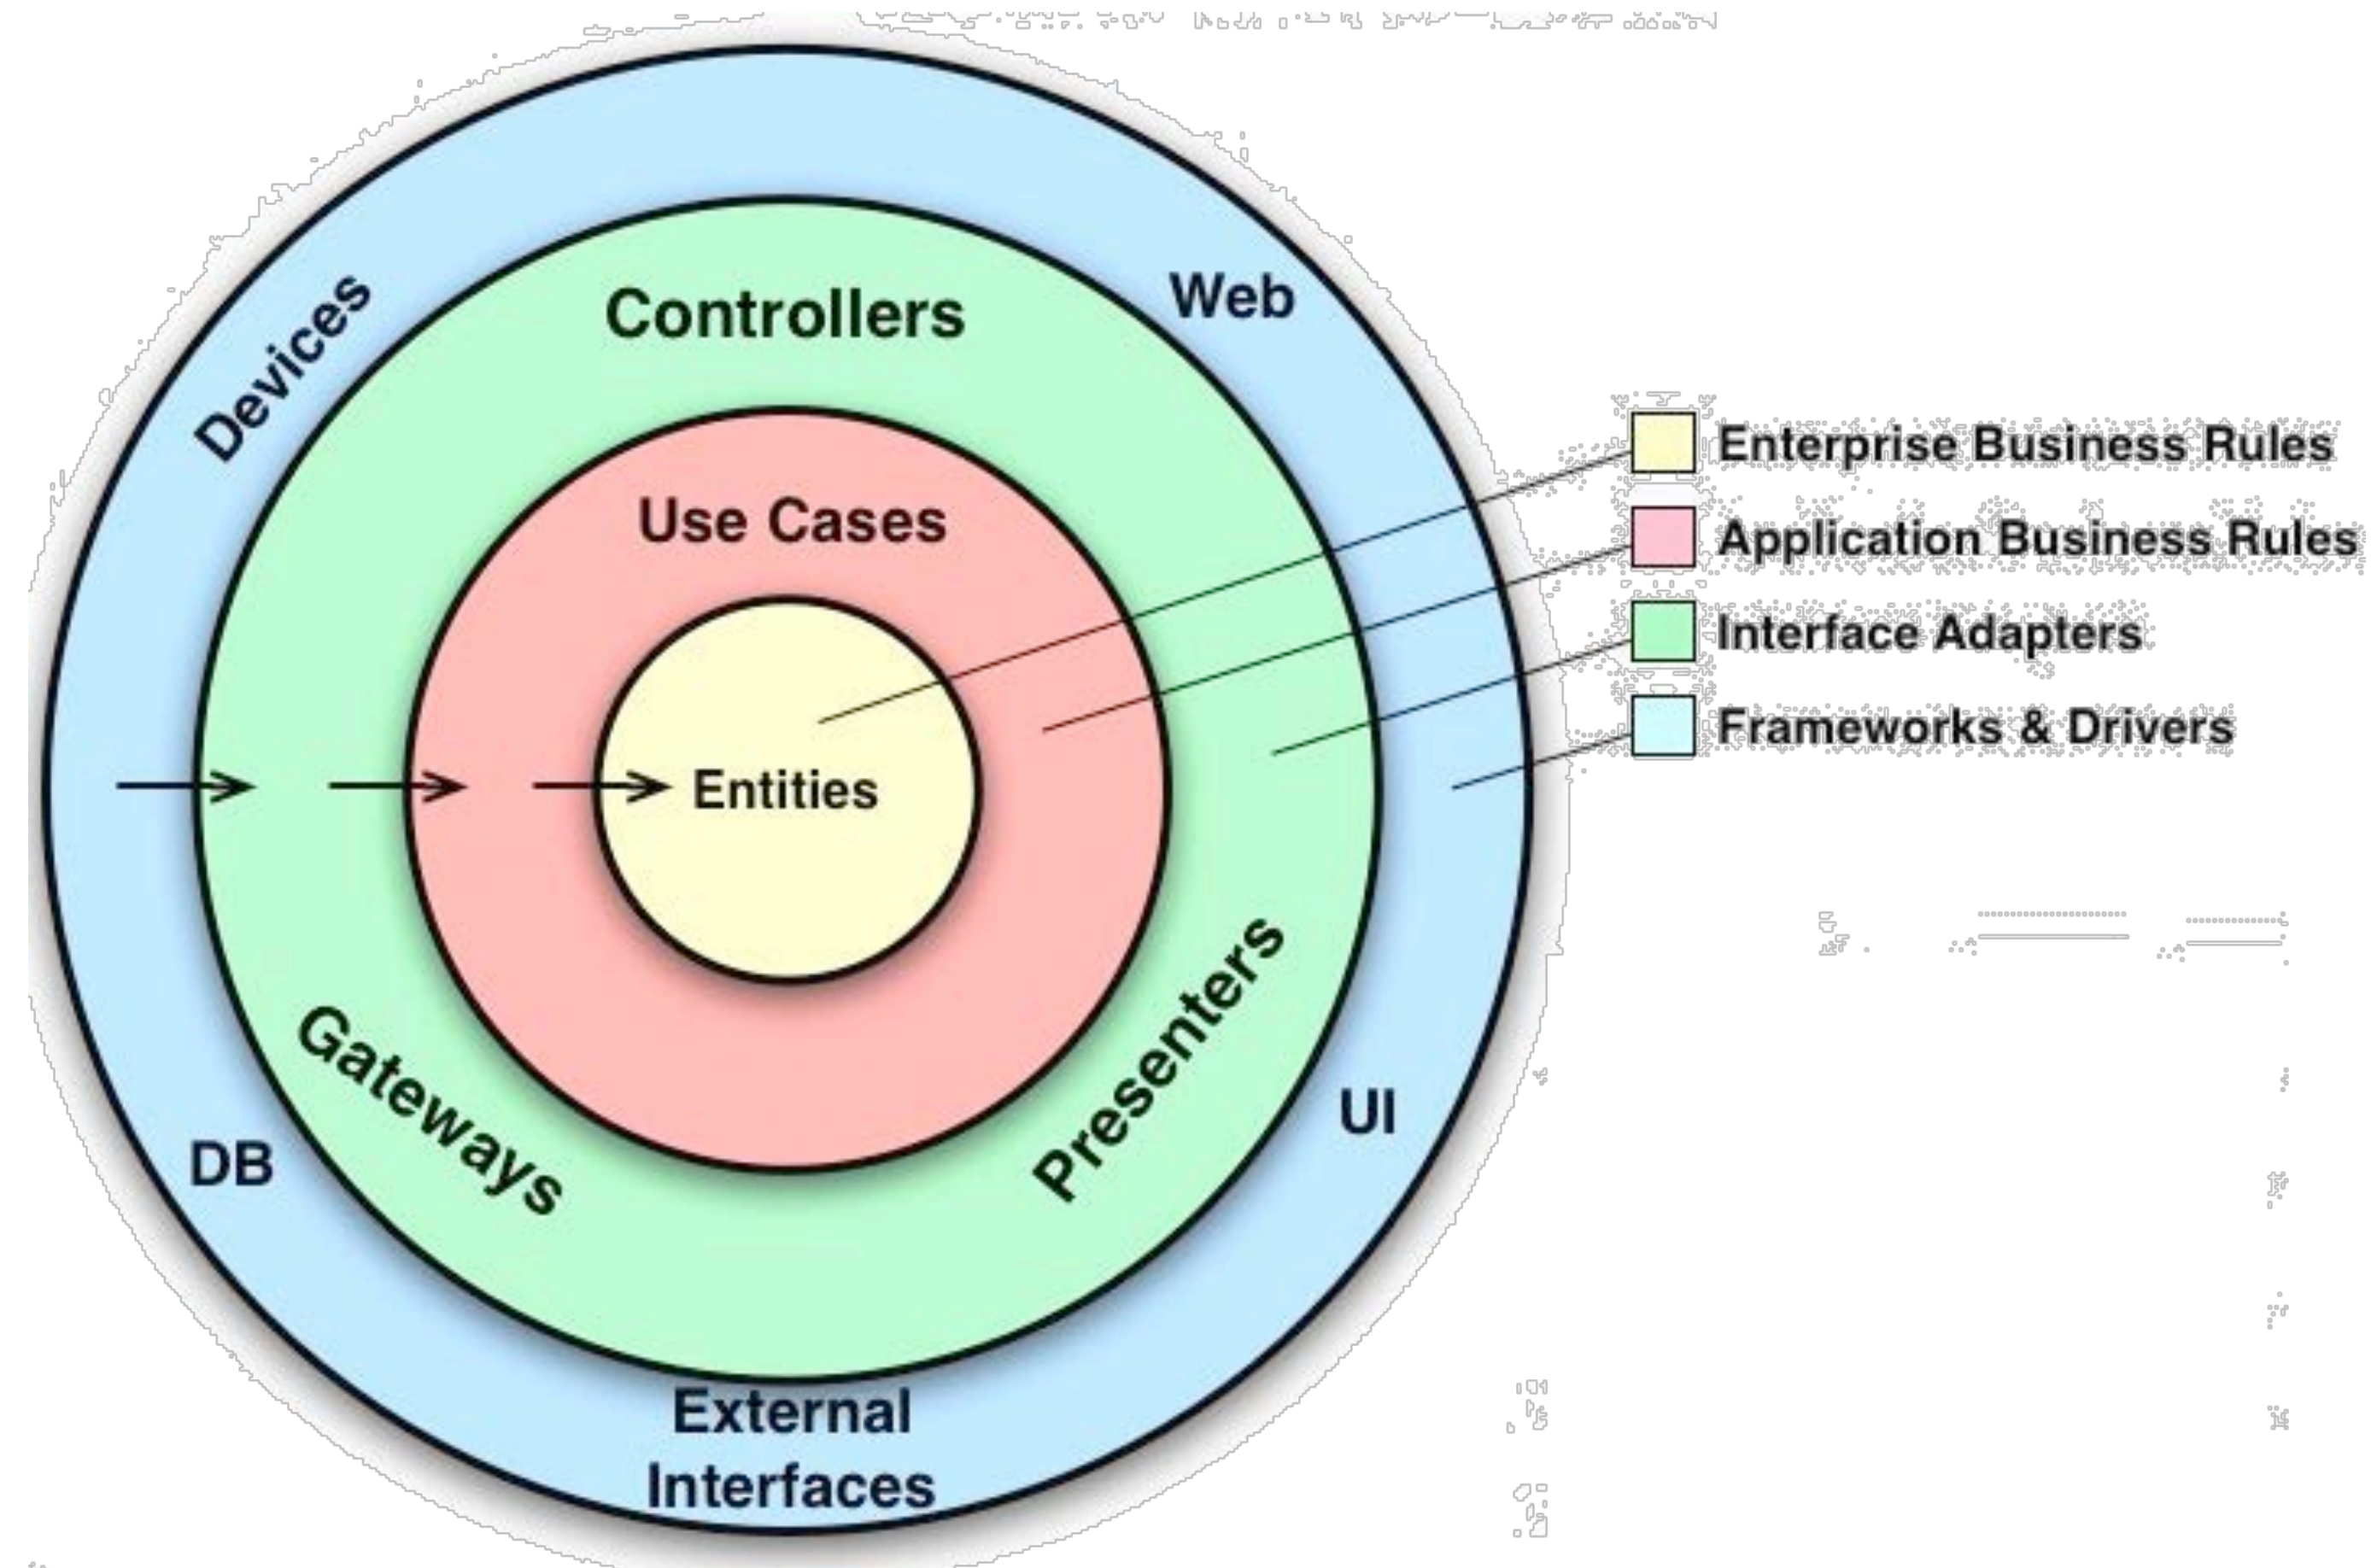 Devices
Controllers
Web
Use Cases
Entities
Gateways
Presenters
DB
UI
External
Interfaces
Enterprise Business Rules
Application Business Rules
Interface Adapters
Frameworks & Drivers